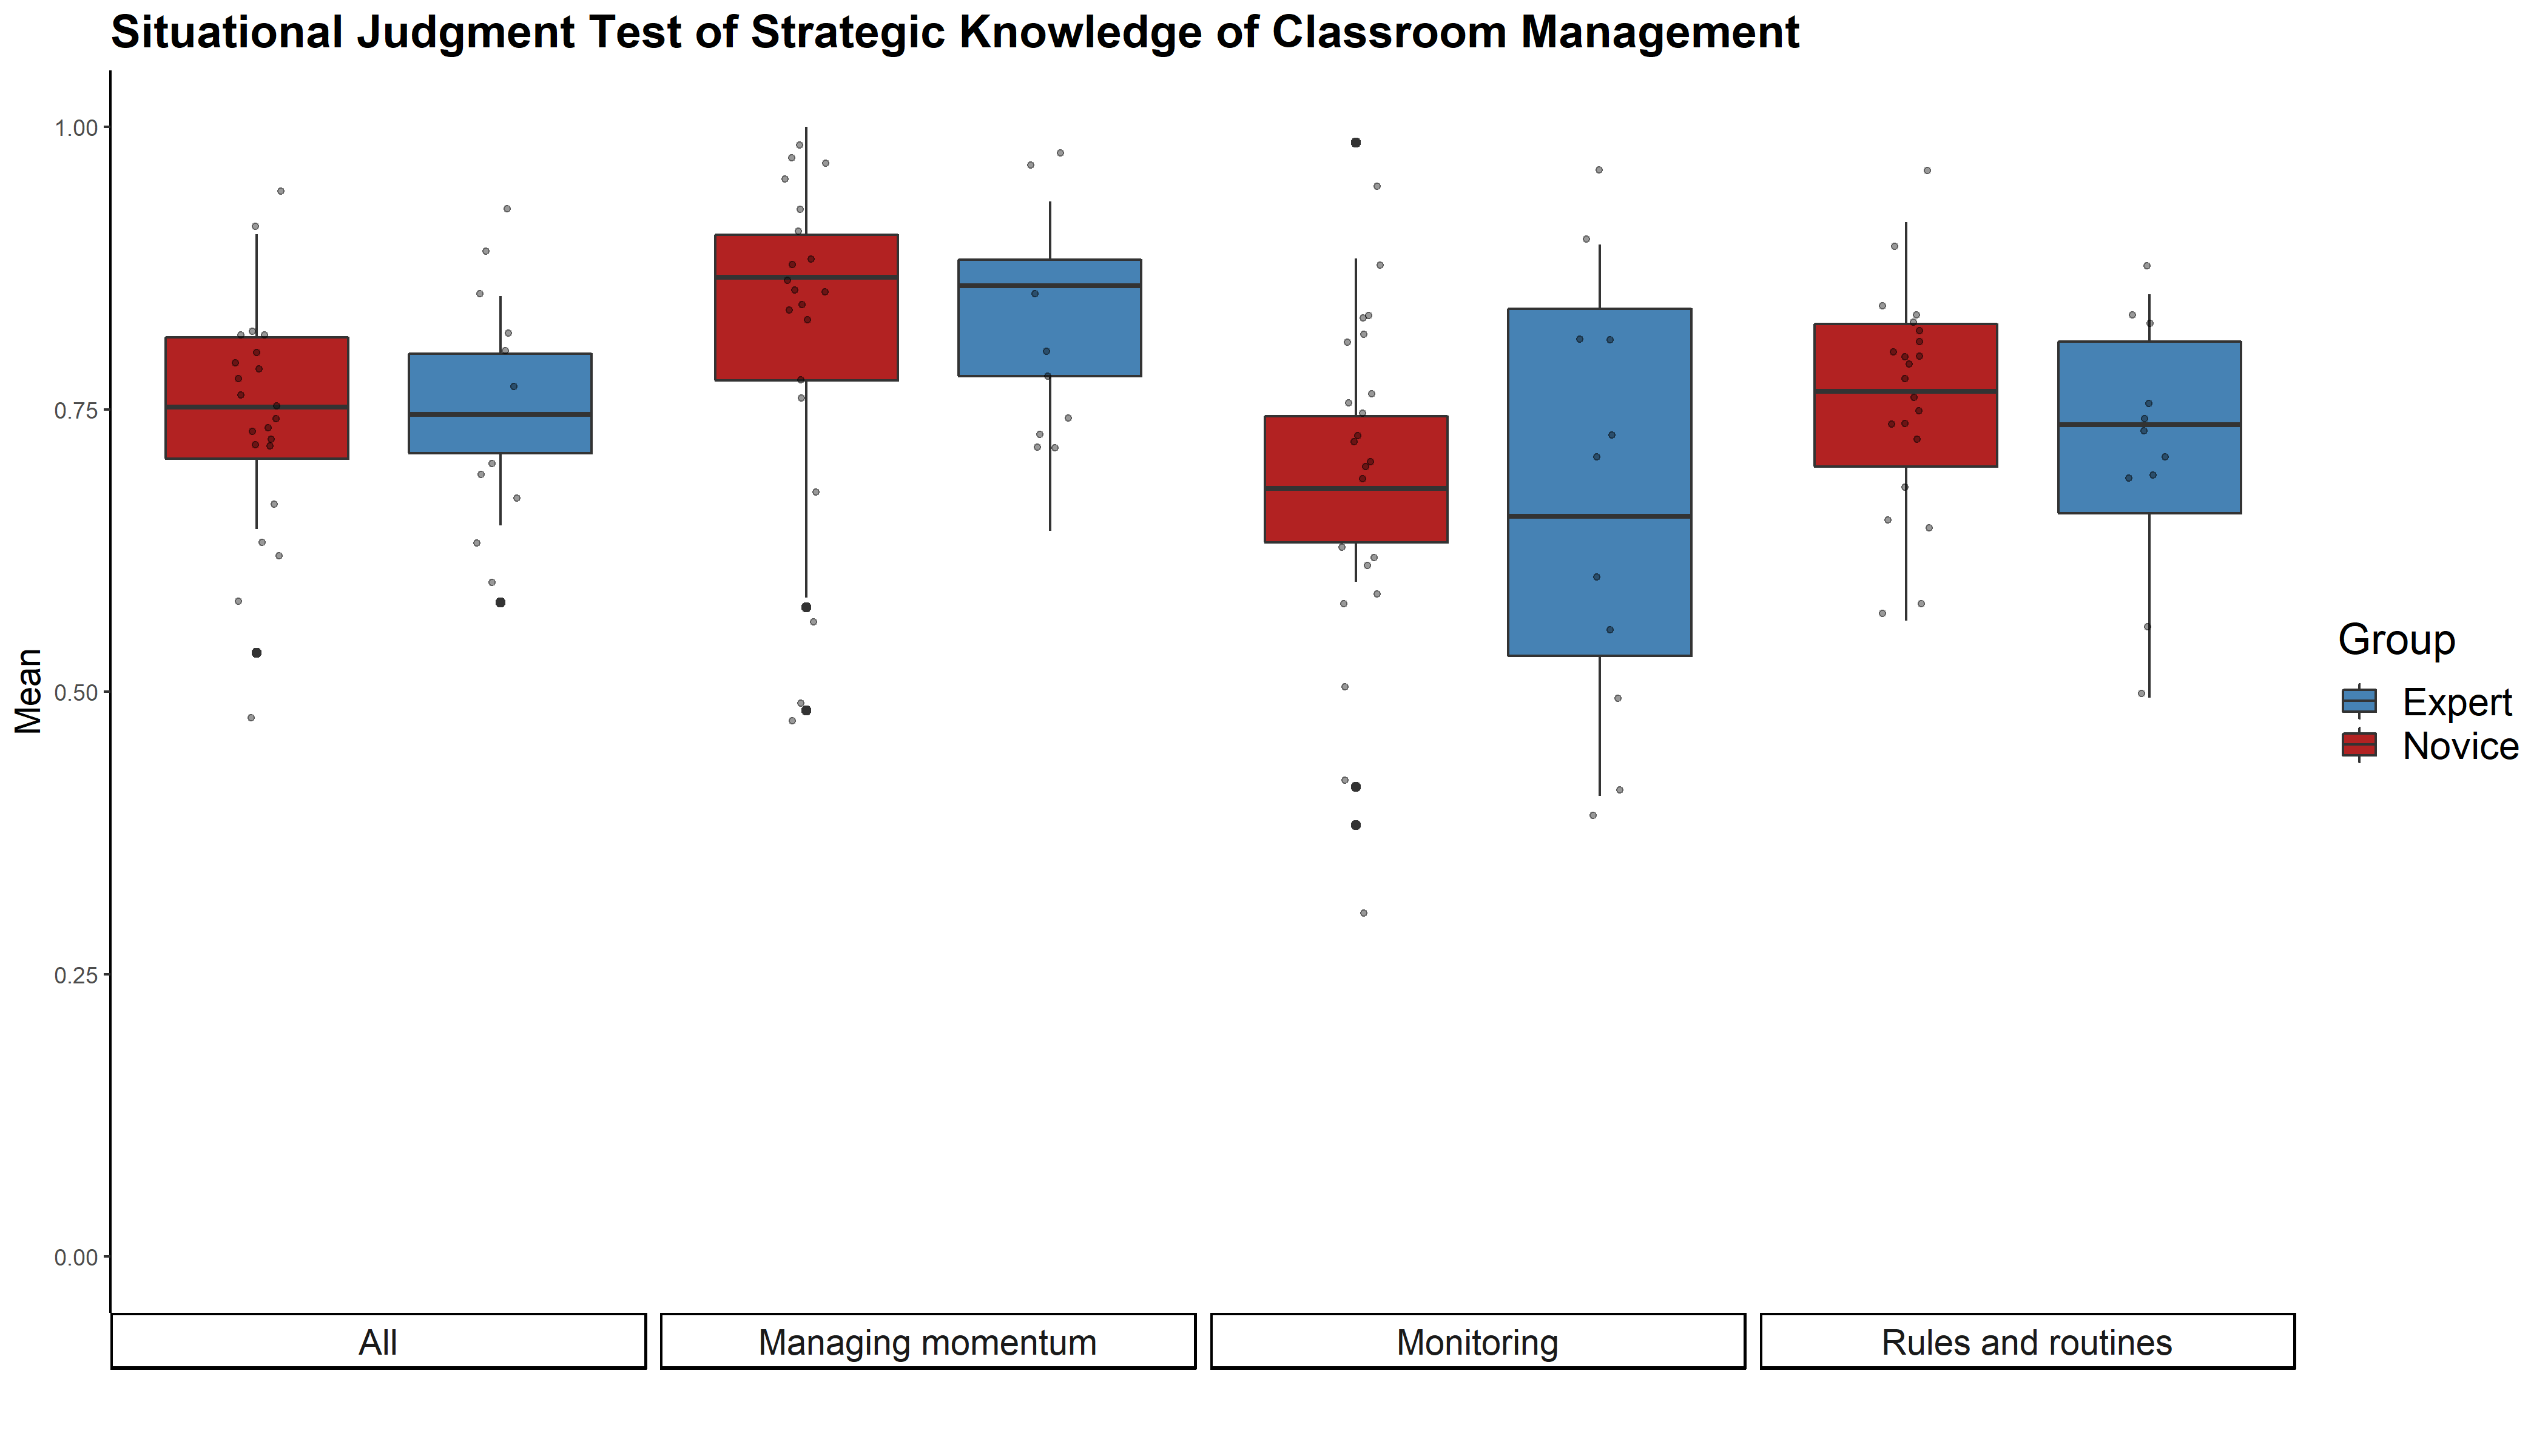 Situational Judgment Test of Strategic Knowledge of Classroom Management
Mean
1.00
0.75
0.50
0.25
0.00
All
Managing momentum
Monitoring
Rules and routines
Group
Expert
Novice